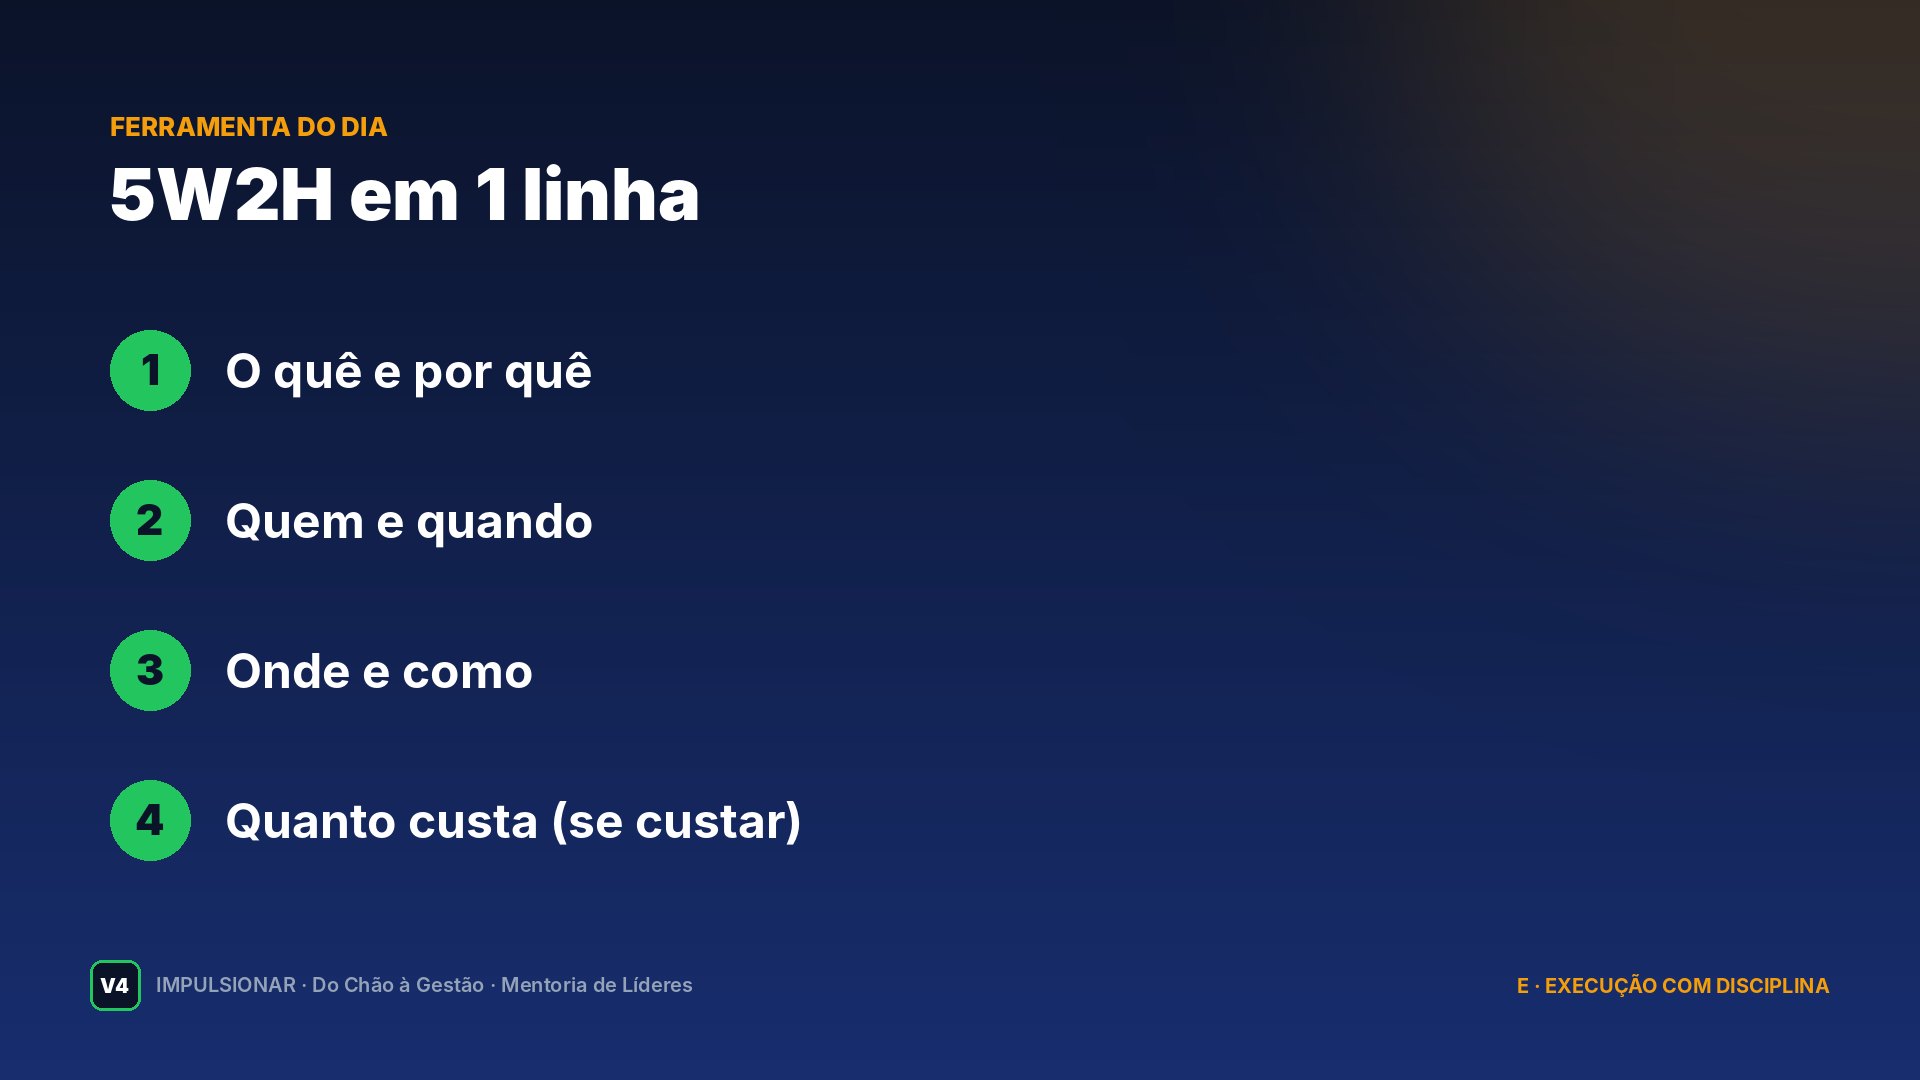 FERRAMENTA DO DIA
5W2H em 1 linha
1 O quê e por quê
2 Quem e quando
3 Onde e como
4 Quanto custa (se custar)
V4 IMPULSIONAR · Do Chão à Gestão · Mentoria de Líderes
E · EXECUÇÃO COM DISCIPLINA